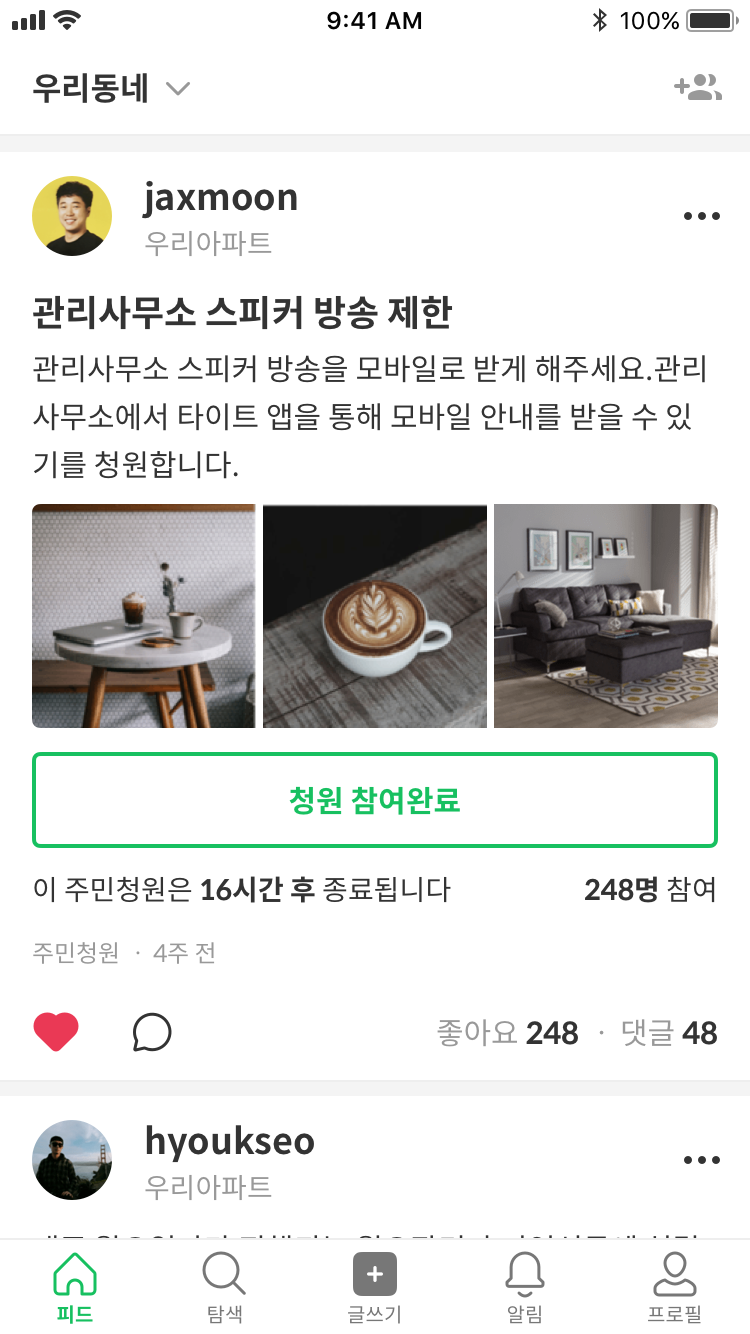 9:41 AM
100%
우리동네
jaxmoon
우리아파트
관리사무소 스피커 방송 제한
관리사무소 스피커 방송을 모바일로 받게 해주세요.관리
사무소에서 타이트 앱을 통해 모바일 안내를 받을 수 있
기를 청원합니다.
청원 참여완료
이 주민청원은 16시간 후 종료됩니다
248명 참여
주민청원 · 4주 전
좋아요 248 · 댓글 48
hyoukseo
우리아파트
피드
탐색
글쓰기
알림
프로필